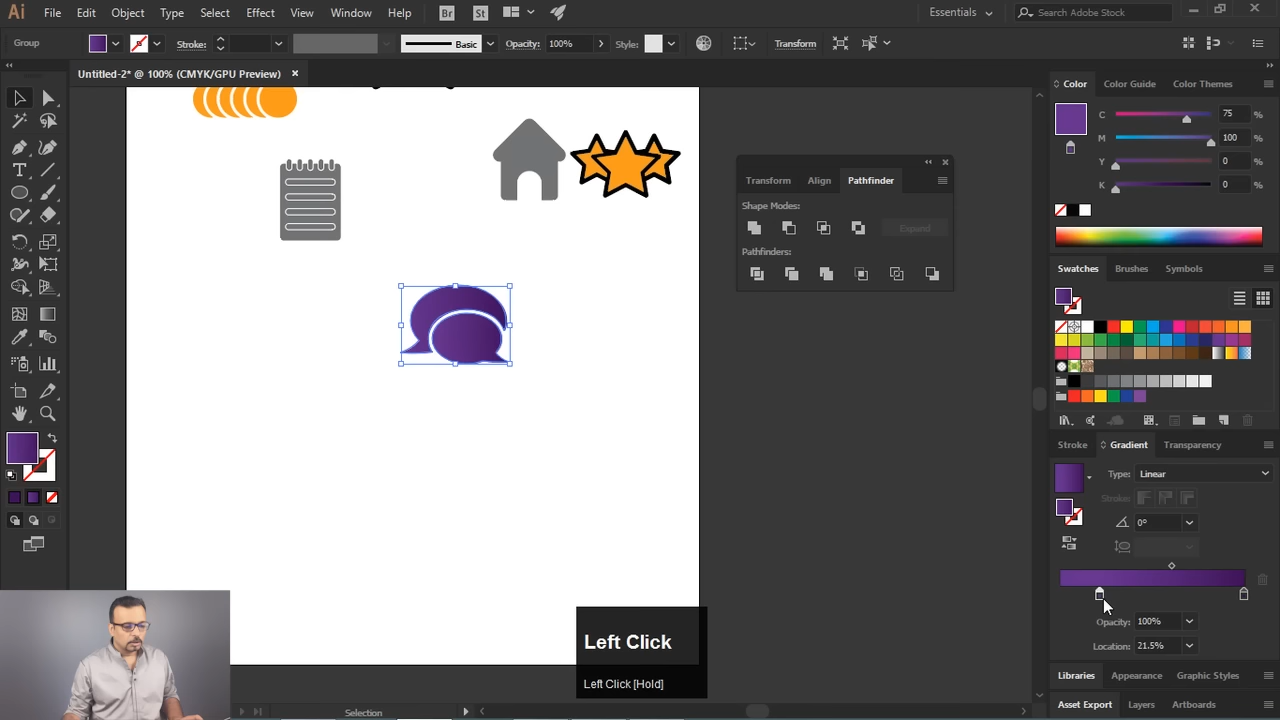 Ai File Edit Object Type Select Effect View Window Help Br St Essentials Search Adobe Stock
Group Stroke: Basic Opacity: 100% Style: Transform
Untitled-2* @ 100% (CMYK/GPU Preview)
Color Color Guide Color Themes
C 75 %
M 100 %
Y 0 %
K 0 %
Transform Align Pathfinder
Shape Modes:
Expand
Pathfinders:
Swatches Brushes Symbols
Stroke Gradient Transparency
Type: Linear
Stroke:
0°
Opacity: 100%
Location: 21.5%
Left Click
Left Click [Hold]
Libraries Appearance Graphic Styles
Asset Export Layers Artboards
Selection